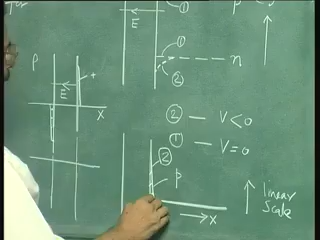 ①
E
ρ
①
n
②
E
+
x
② — V < 0
① — V = 0
②
p
→ x
↑ linear
scale